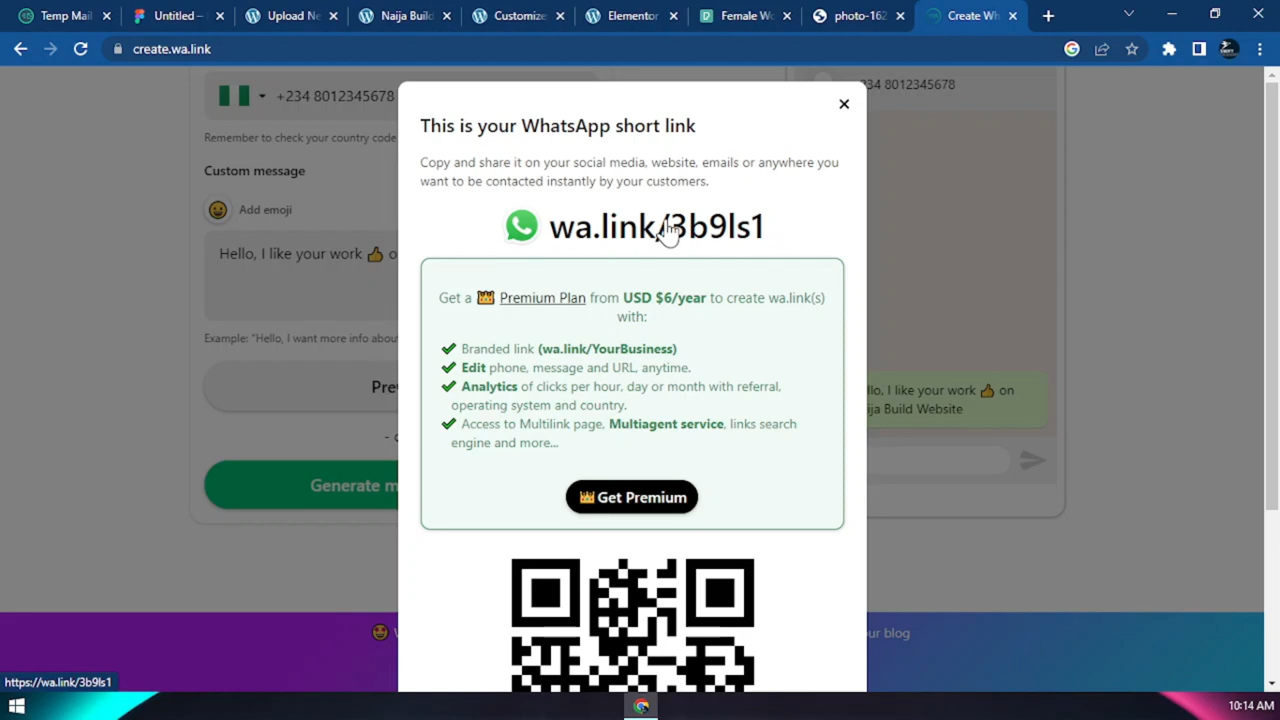 Temp Mail
Untitled –
Upload Ne
Naija Buil
Customize
Elementor
Female W
photo-162
Create Wh
create.wa.link
+234 8012345678
Remember to check your country code
Custom message
Add emoji
Hello, I like your work 👍 o
Example: "Hello, I want more info abou
Pre
Generate m
This is your WhatsApp short link
Copy and share it on your social media, website, emails or anywhere you
want to be contacted instantly by your customers.
wa.link/3b9ls1
Get a 👑 Premium Plan from USD $6/year to create wa.link(s)
with:
✔ Branded link (wa.link/YourBusiness)
✔ Edit phone, message and URL, anytime.
✔ Analytics of clicks per hour, day or month with referral,
operating system and country.
✔ Access to Multilink page, Multiagent service, links search
engine and more...
👑 Get Premium
234 8012345678
llo, I like your work 👍 on
ija Build Website
our blog
https://wa.link/3b9ls1
10:14 AM